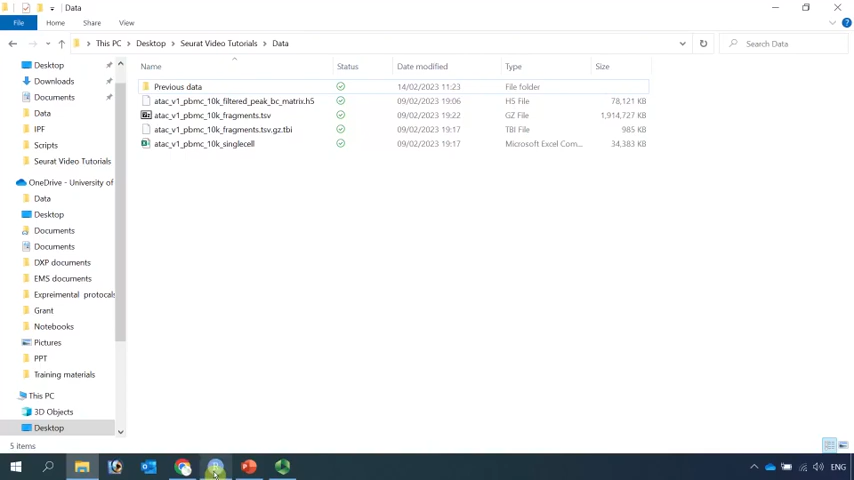 Data
File Home Share View
This PC Desktop Seurat Video Tutorials Data
Search Data
Name Status Date modified Type Size
Desktop
Downloads
Documents
Data
IPF
Scripts
Seurat Video Tutorials
OneDrive - University of
Data
Desktop
Documents
Documents
DXP documents
EMS documents
Expreimental protocals
Grant
Notebooks
Pictures
PPT
Training materials
This PC
3D Objects
Desktop
Previous data 14/02/2023 11:23 File folder
atac_v1_pbmc_10k_filtered_peak_bc_matrix.h5 09/02/2023 19:06 H5 File 78,121 KB
atac_v1_pbmc_10k_fragments.tsv 09/02/2023 19:22 GZ File 1,914,727 KB
atac_v1_pbmc_10k_fragments.tsv.gz.tbi 09/02/2023 19:17 TBI File 985 KB
atac_v1_pbmc_10k_singlecell 09/02/2023 19:17 Microsoft Excel Com... 34,383 KB
5 items
ENG